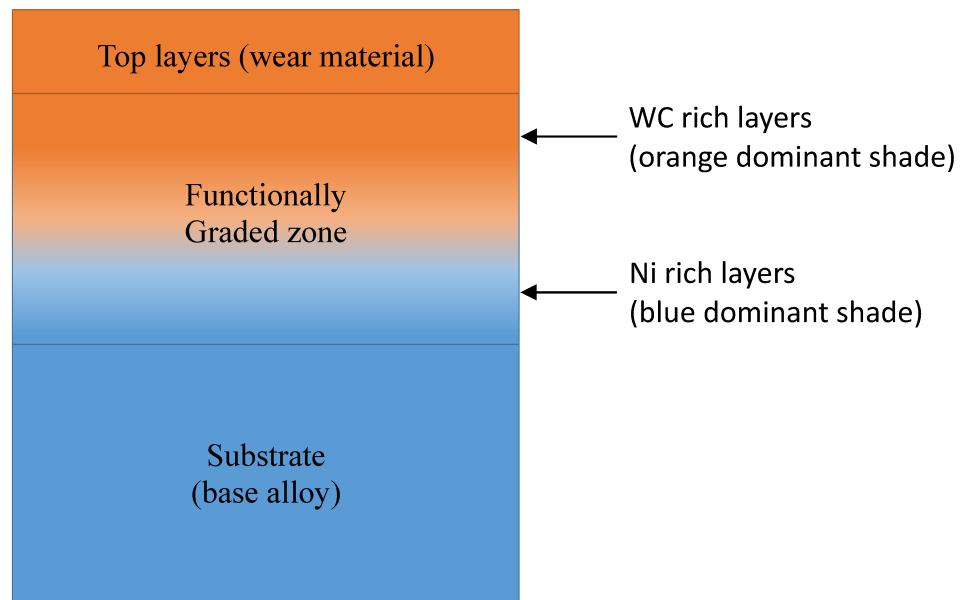 Top layers (wear material)
WC rich layers
(orange dominant shade)
Functionally
Graded zone
Ni rich layers
(blue dominant shade)
Substrate
(base alloy)